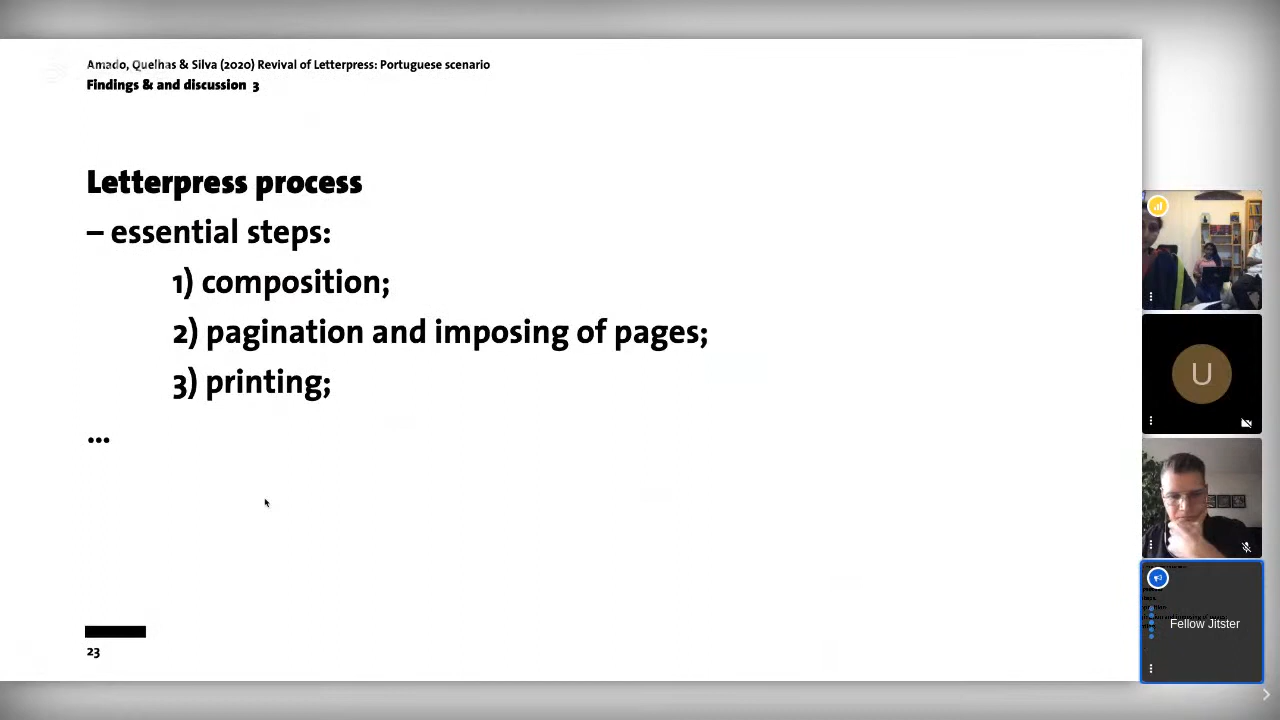 Amado, Quelhas & Silva (2020) Revival of Letterpress: Portuguese scenario
Findings & and discussion 3
Letterpress process
– essential steps:
1) composition;
2) pagination and imposing of pages;
3) printing;
...
23
U
Fellow Jitster